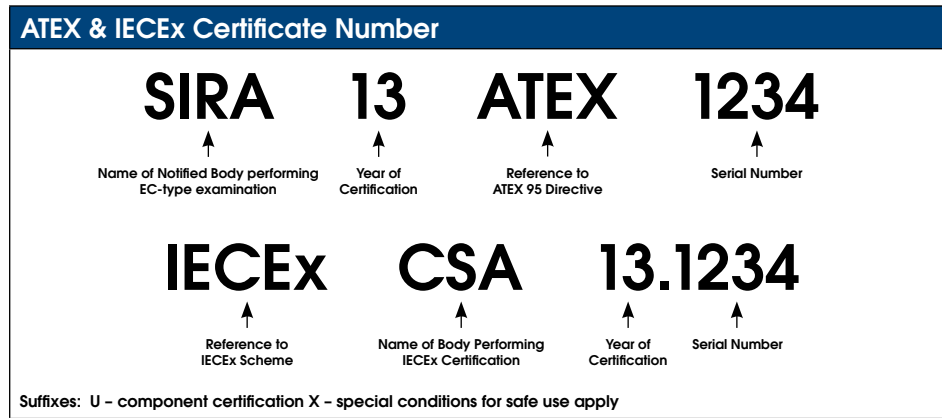 ATEX & IECEx Certificate Number
SIRA 13 ATEX 1234
Name of Notified Body performing
EC-type examination
Year of
Certification
Reference to
ATEX 95 Directive
Serial Number
IECEx CSA 13.1234
Reference to
IECEx Scheme
Name of Body Performing
IECEx Certification
Year of
Certification
Serial Number
Suffixes: U – component certification X – special conditions for safe use apply